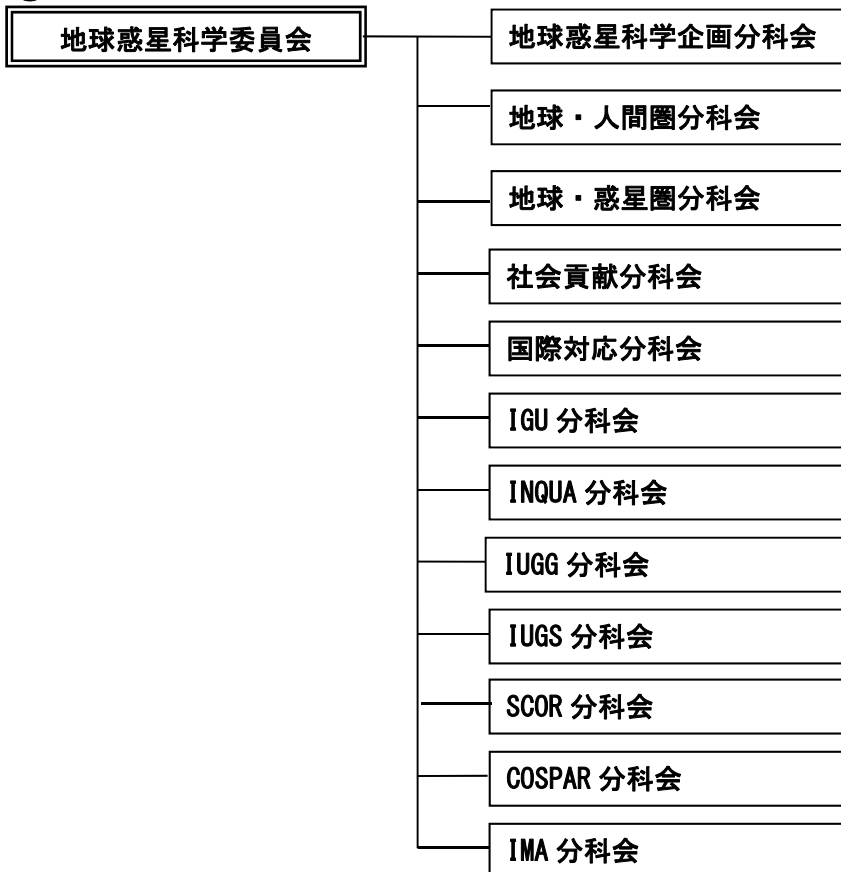 地球惑星科学委員会
地球惑星科学企画分科会
地球・人間圏分科会
地球・惑星圏分科会
社会貢献分科会
国際対応分科会
IGU 分科会
INQUA 分科会
IUGG 分科会
IUGS 分科会
SCOR 分科会
COSPAR 分科会
IMA 分科会